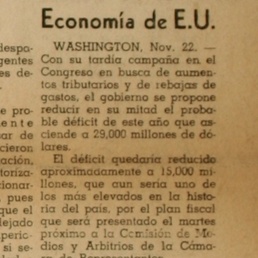 Economía de E.U.
WASHINGTON, Nov. 22. —
Con su tardía campaña en el
Congreso en busca de aumen-
tos tributarios y de rebajas de
gastos, el gobierno se propone
reducir en su mitad el proba-
ble déficit de este año que as-
ciende a 29,000 millones de dó-
lares.
El déficit quedaría reducido
aproximadamente a 15,000 mi-
llones, que aun sería uno de
los más elevados en la histo-
ria del país, por el plan fiscal
que será presentado el martes
próximo a la Comisión de Me-
dios y Arbitrios de la Cáma-
ra de Representantes.